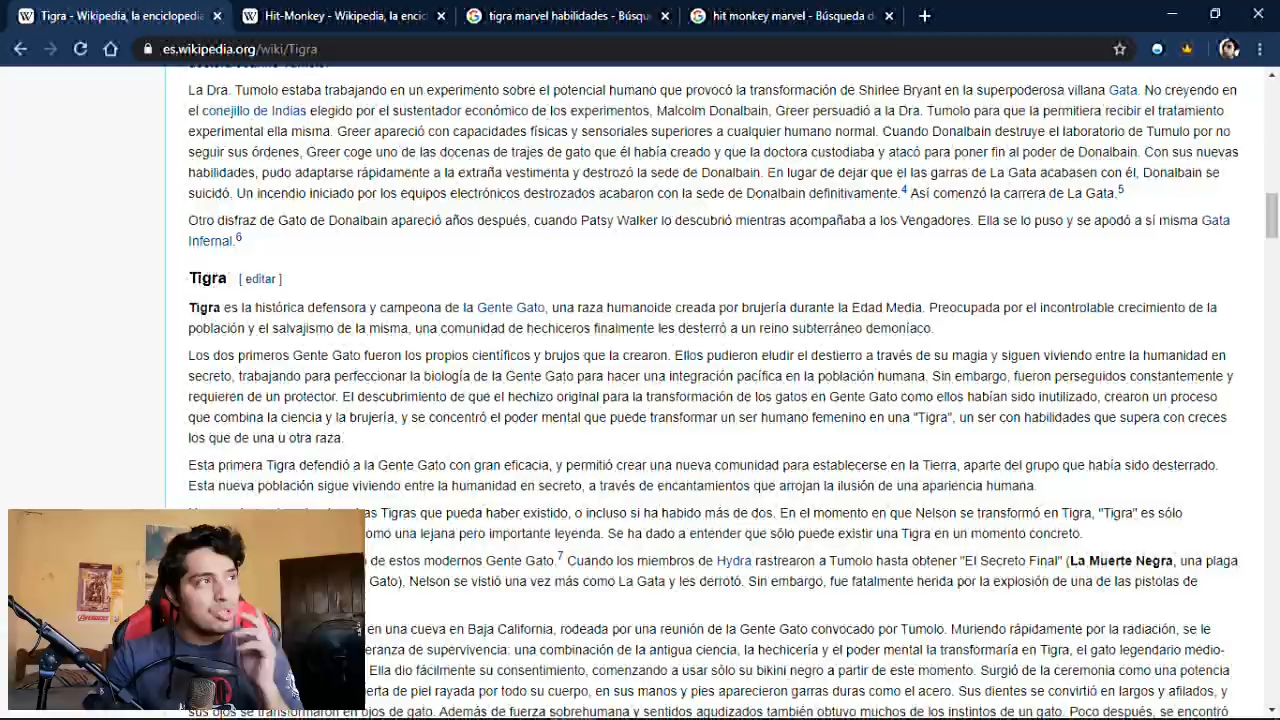 Tigra - Wikipedia, la enciclopedia
Hit-Monkey - Wikipedia, la encic
tigra marvel habilidades - Búsqu
hit monkey marvel - Búsqueda d
es.wikipedia.org/wiki/Tigra
La Dra. Tumolo estaba trabajando en un experimento sobre el potencial humano que provocó la transformación de Shirlee Bryant en la superpoderosa villana Gata. No creyendo en
el conejillo de Indias elegido por el sustentador económico de los experimentos, Malcolm Donalbain, Greer persuadió a la Dra. Tumolo para que la permitiera recibir el tratamiento
experimental ella misma. Greer apareció con capacidades físicas y sensoriales superiores a cualquier humano normal. Cuando Donalbain destruye el laboratorio de Tumulo por no
seguir sus órdenes, Greer coge uno de las docenas de trajes de gato que él había creado y que la doctora custodiaba y atacó para poner fin al poder de Donalbain. Con sus nuevas
habilidades, pudo adaptarse rápidamente a la extraña vestimenta y destrozó la sede de Donalbain. En lugar de dejar que el las garras de La Gata acabasen con él, Donalbain se
suicidó. Un incendio iniciado por los equipos electrónicos destrozados acabaron con la sede de Donalbain definitivamente.4 Así comenzó la carrera de La Gata.5
Otro disfraz de Gato de Donalbain apareció años después, cuando Patsy Walker lo descubrió mientras acompañaba a los Vengadores. Ella se lo puso y se apodó a sí misma Gata
Infernal.6
Tigra [ editar ]
Tigra es la histórica defensora y campeona de la Gente Gato, una raza humanoide creada por brujería durante la Edad Media. Preocupada por el incontrolable crecimiento de la
población y el salvajismo de la misma, una comunidad de hechiceros finalmente les desterró a un reino subterráneo demoníaco.
Los dos primeros Gente Gato fueron los propios científicos y brujos que la crearon. Ellos pudieron eludir el destierro a través de su magia y siguen viviendo entre la humanidad en
secreto, trabajando para perfeccionar la biología de la Gente Gato para hacer una integración pacífica en la población humana. Sin embargo, fueron perseguidos constantemente y
requieren de un protector. El descubrimiento de que el hechizo original para la transformación de los gatos en Gente Gato como ellos habían sido inutilizado, crearon un proceso
que combina la ciencia y la brujería, y se concentró el poder mental que puede transformar un ser humano femenino en una "Tigra", un ser con habilidades que supera con creces
los que de una u otra raza.
Esta primera Tigra defendió a la Gente Gato con gran eficacia, y permitió crear una nueva comunidad para establecerse en la Tierra, aparte del grupo que había sido desterrado.
Esta nueva población sigue viviendo entre la humanidad en secreto, a través de encantamientos que arrojan la ilusión de una apariencia humana.
as Tigras que pueda haber existido, o incluso si ha habido más de dos. En el momento en que Nelson se transformó en Tigra, "Tigra" es sólo
como una lejana pero importante leyenda. Se ha dado a entender que sólo puede existir una Tigra en un momento concreto.
de estos modernos Gente Gato.7 Cuando los miembros de Hydra rastrearon a Tumolo hasta obtener "El Secreto Final" (La Muerte Negra, una plaga
Gato), Nelson se vistió una vez más como La Gata y les derrotó. Sin embargo, fue fatalmente herida por la explosión de una de las pistolas de
en una cueva en Baja California, rodeada por una reunión de la Gente Gato convocado por Tumolo. Muriendo rápidamente por la radiación, se le
eranza de supervivencia: una combinación de la antigua ciencia, la hechicería y el poder mental la transformaría en Tigra, el gato legendario médio-
Ella dio fácilmente su consentimiento, comenzando a usar sólo su bikini negro a partir de este momento. Surgió de la ceremonia como una potencia
erta de piel rayada por todo su cuerpo, en sus manos y pies aparecieron garras duras como el acero. Sus dientes se convirtió en largos y afilados, y
sus ojos se transformaron en ojos de gato. Además de fuerza sobrehumana y sentidos agudizados también obtuvo muchos de los instintos de un gato. Poco después, se encontró